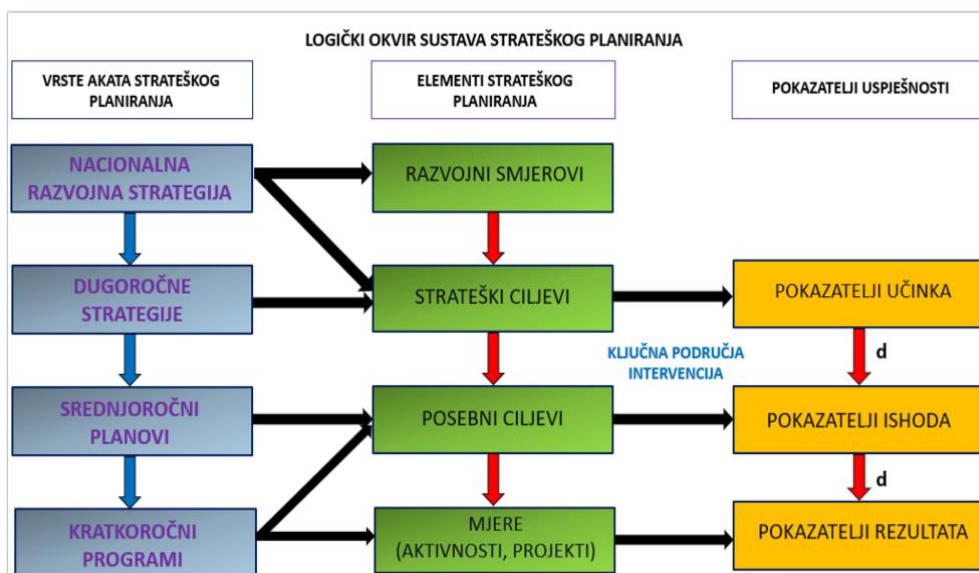 LOGIČKI OKVIR SUSTAVA STRATEŠKOG PLANIRANJA
VRSTE AKATA STRATEŠKOG
PLANIRANJA
ELEMENTI STRATEŠKOG
PLANIRANJA
POKAZATELJI USPJEŠNOSTI
NACIONALNA
RAZVOJNA STRATEGIJA
RAZVOJNI SMJEROVI
DUGOROČNE
STRATEGIJE
STRATEŠKI CILJEVI
POKAZATELJI UČINKA
KLJUČNA PODRUČJA
INTERVENCIJA
d
SREDNJOROČNI
PLANOVI
POSEBNI CILJEVI
POKAZATELJI ISHODA
d
KRATKOROČNI
PROGRAMI
MJERE
(AKTIVNOSTI, PROJEKTI)
POKAZATELJI REZULTATA